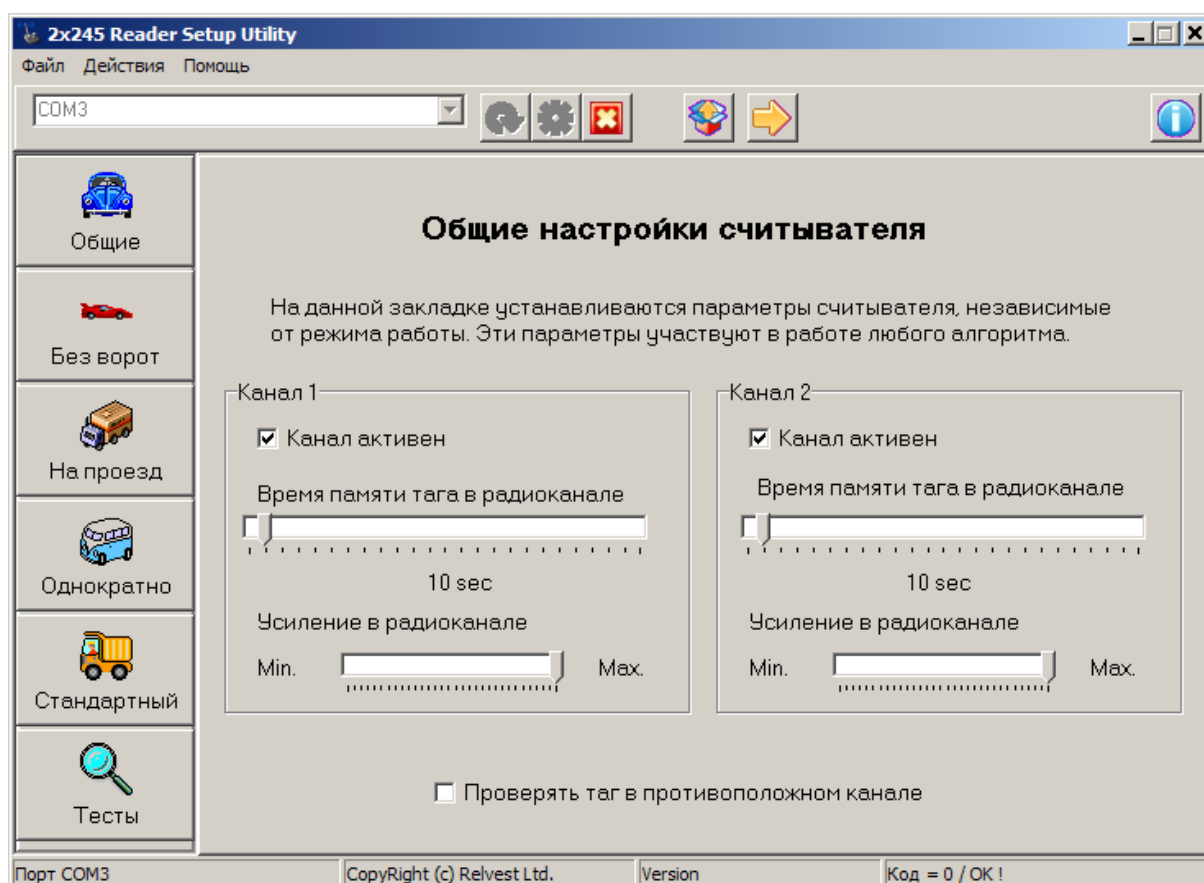 2x245 Reader Setup Utility
Файл Действия Помощь
COM3
Общие
Без ворот
На проезд
Однократно
Стандартный
Тесты
Общие настройки считывателя
На данной закладке устанавливаются параметры считывателя, независимые
от режима работы. Эти параметры участвуют в работе любого алгоритма.
Канал 1
Канал активен
Время памяти тага в радиоканале
10 sec
Усиление в радиоканале
Min. Max.
Канал 2
Канал активен
Время памяти тага в радиоканале
10 sec
Усиление в радиоканале
Min. Max.
Проверять таг в противоположном канале
Порт COM3 CopyRight (c) Relvest Ltd. Version Код = 0 / OK !